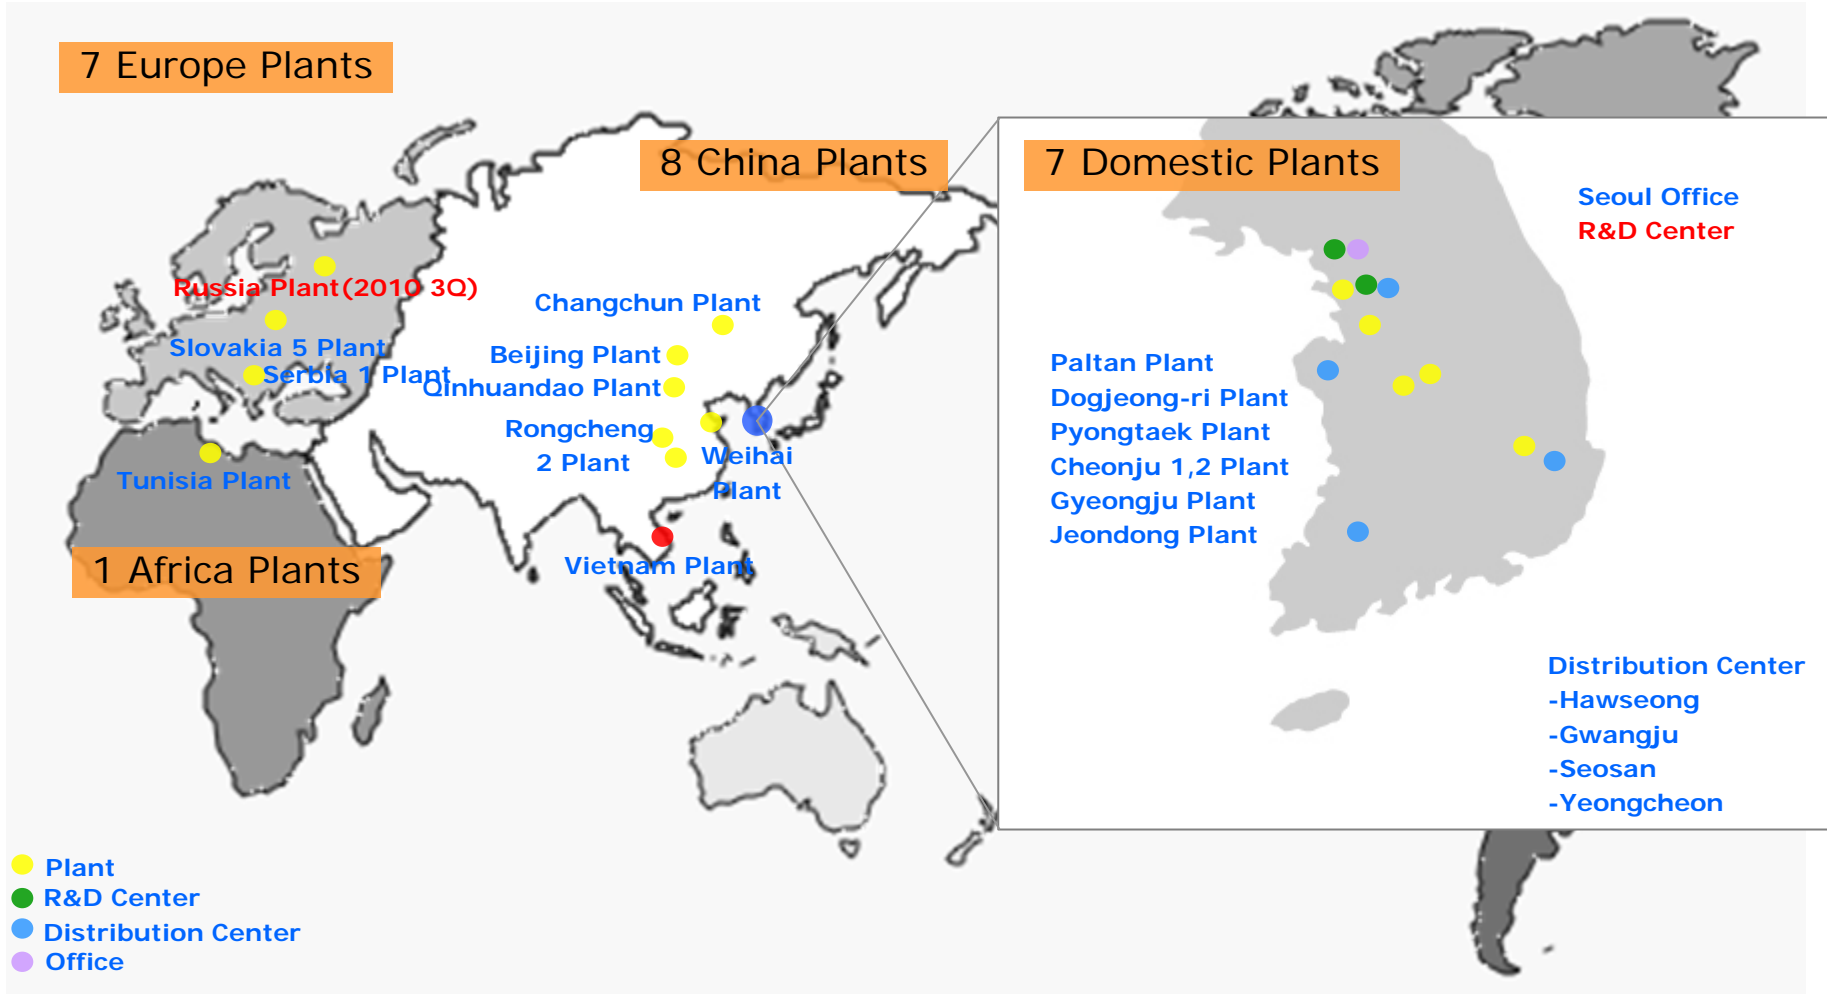 7 Europe Plants
8 China Plants
7 Domestic Plants
Seoul Office
R&D Center
Russia Plant(2010 3Q)
Changchun Plant
Slovakia 5 Plant
Beijing Plant
Serbia 1 Plant
Qinhuandao Plant
Paltan Plant
Dogjeong-ri Plant
Pyongtaek Plant
Cheonju 1,2 Plant
Gyeongju Plant
Jeondong Plant
Rongcheng
2 Plant
Weihai
Plant
Tunisia Plant
1 Africa Plants
Vietnam Plant
Distribution Center
-Hawseong
-Gwangju
-Seosan
-Yeongcheon
Plant
R&D Center
Distribution Center
Office